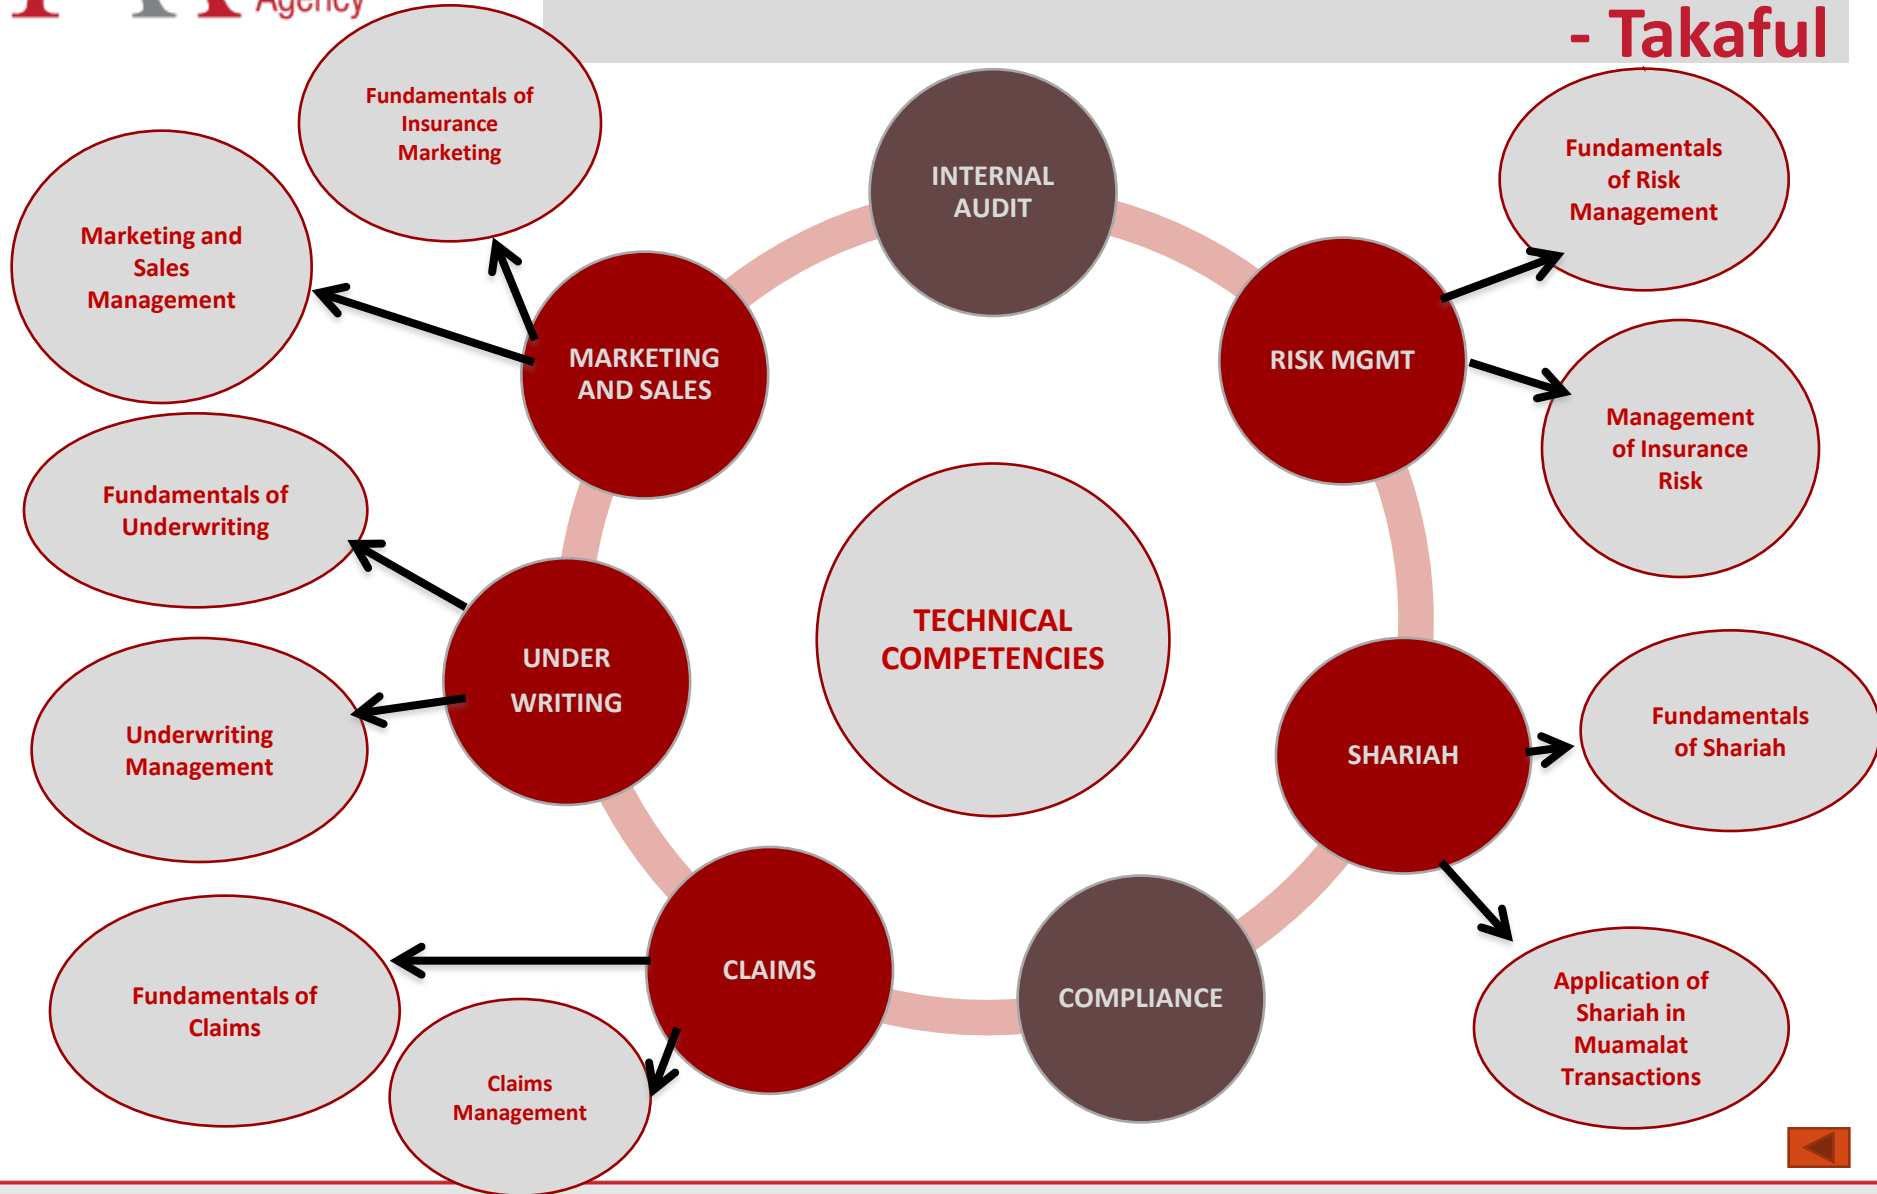 Agency
- Takaful
Fundamentals of
Insurance
Marketing
Marketing and
Sales
Management
INTERNAL
AUDIT
Fundamentals
of Risk
Management
MARKETING
AND SALES
RISK MGMT
Management
of Insurance
Risk
Fundamentals of
Underwriting
TECHNICAL
COMPETENCIES
UNDER
WRITING
Underwriting
Management
SHARIAH
Fundamentals
of Shariah
CLAIMS
COMPLIANCE
Fundamentals of
Claims
Claims
Management
Application of
Shariah in
Muamalat
Transactions